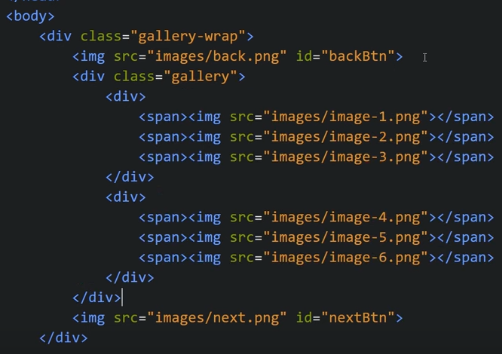 <body>
<div class="gallery-wrap">
<img src="images/back.png" id="backBtn">
<div class="gallery">
<div>
<span><img src="images/image-1.png"></span>
<span><img src="images/image-2.png"></span>
<span><img src="images/image-3.png"></span>
</div>
<div>
<span><img src="images/image-4.png"></span>
<span><img src="images/image-5.png"></span>
<span><img src="images/image-6.png"></span>
</div>
</div>
<img src="images/next.png" id="nextBtn">
</div>